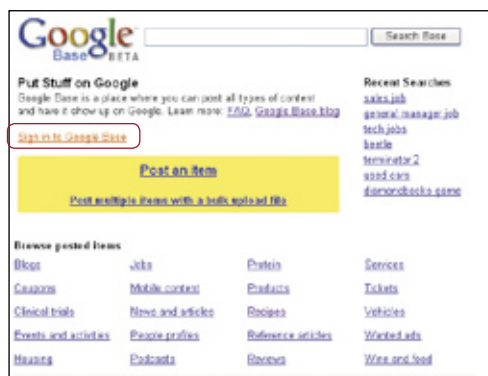 Google
Base BETA
Search Base
Put Stuff on Google
Google Base is a place where you can post all types of content
and have it show up on Google. Learn more: FAQ, Google Base blog
Sign in to Google Base
Post an item
Post multiple items with a bulk upload file
Recent Searches
sales job
general manager job
tech jobs
beetle
terminator 2
used cars
diamondbacks game
Browse posted items
Blogs Jobs Protein Services
Coupons Mobile content Products Tickets
Clinical trials News and articles Recipes Vehicles
Events and activities People profiles Reference articles Wanted ads
Housing Podcasts Reviews Wine and food